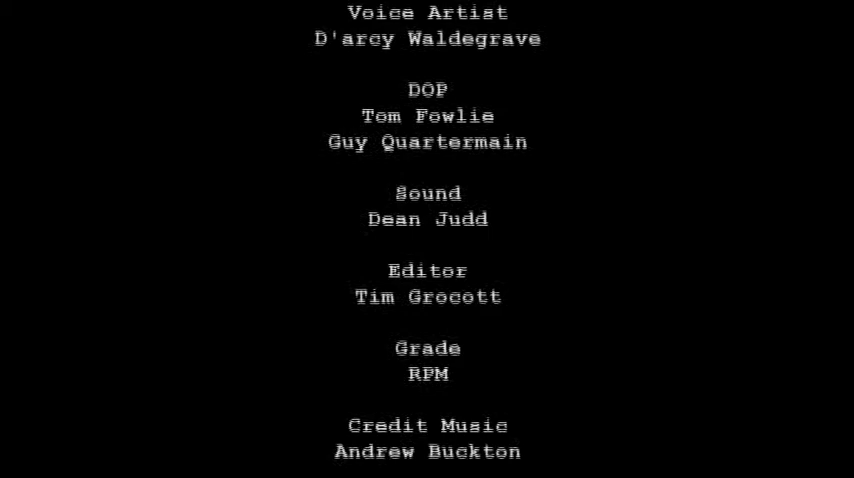 Voice Artist
D'arcy Waldegrave
DOP
Tom Fowlie
Guy Quartermain
Sound
Dean Judd
Editor
Tim Grocott
Grade
RPM
Credit Music
Andrew Buckton